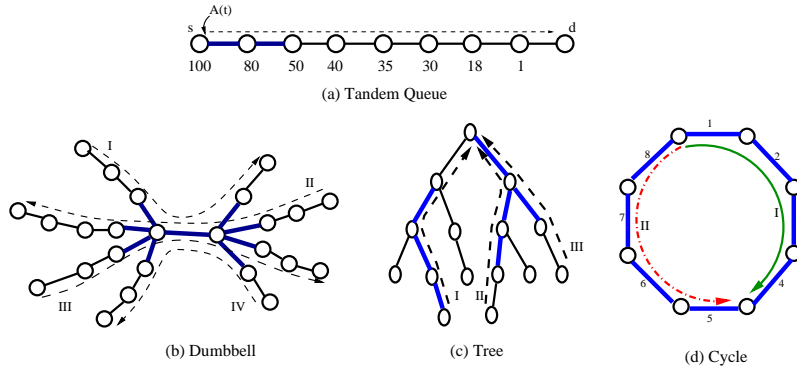 A(t)
s
d
100 80 50 40 35 30 18 1
(a) Tandem Queue
I
II
III
IV
(b) Dumbbell
I
II
III
(c) Tree
1
2
4
5
6
7
8
I
II
(d) Cycle